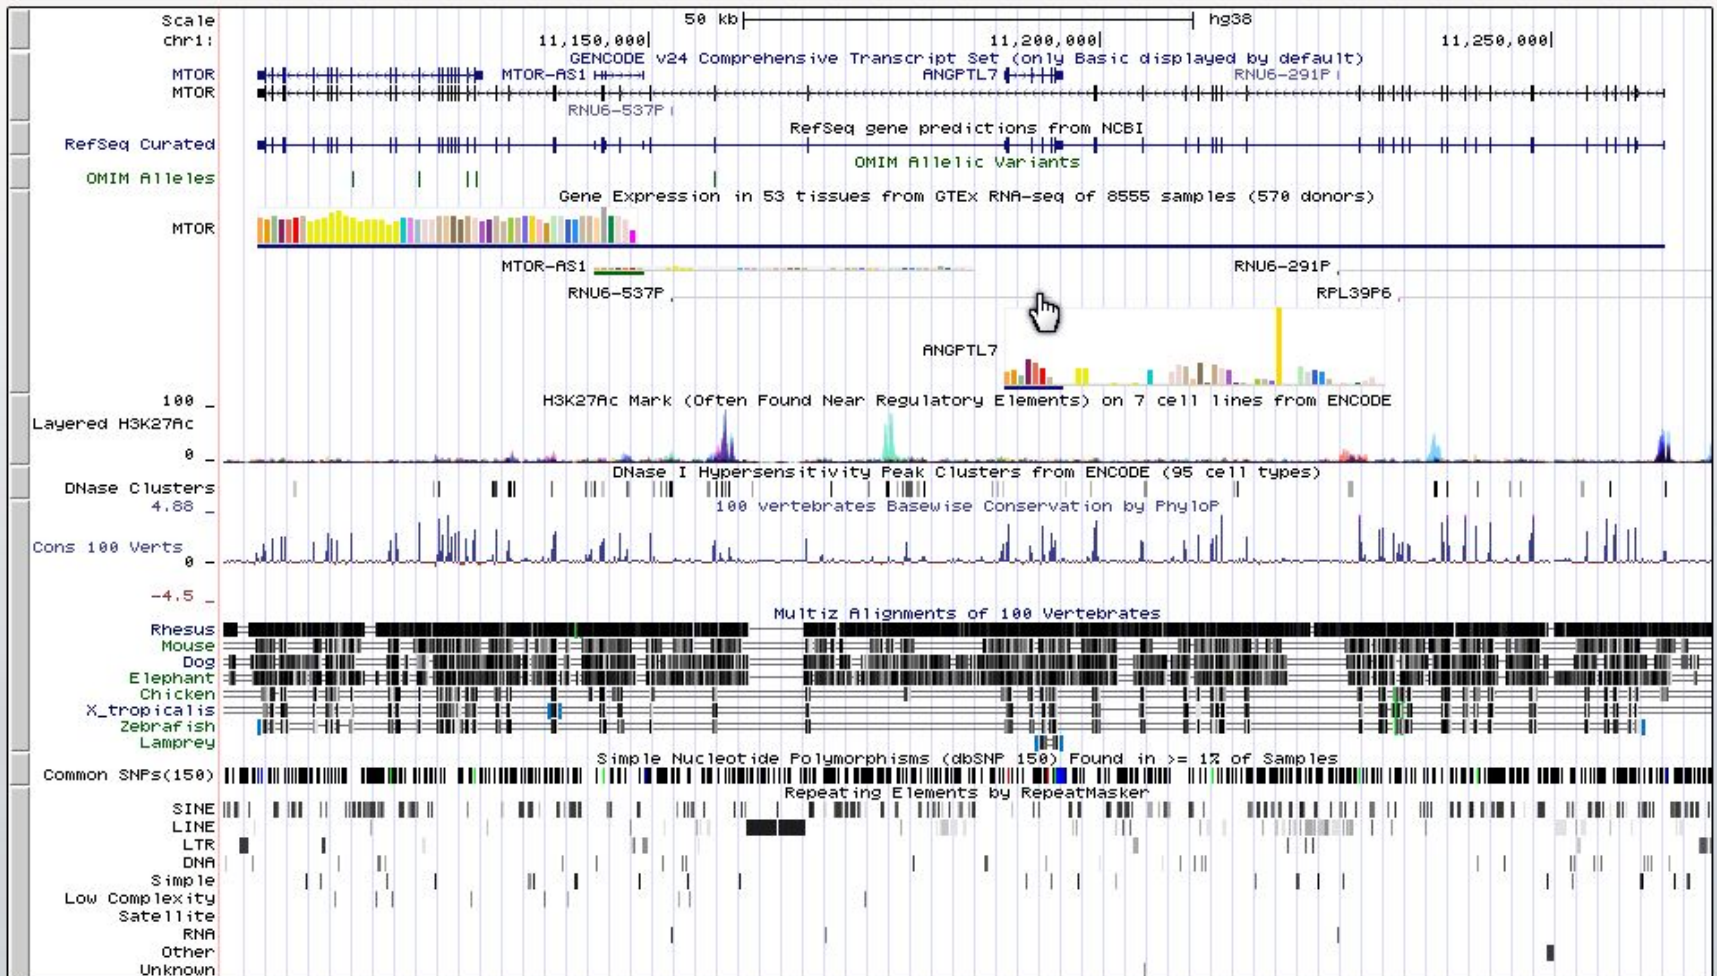 Scale 50 kb hg38
chr1: 11,150,000 11,200,000 11,250,000
GENCODE v24 Comprehensive Transcript Set (only Basic displayed by default)
MTOR MTOR-AS1 ANGPTL7 RNU6-291P
MTOR
RNU6-537P
RefSeq gene predictions from NCBI
RefSeq Curated
OMIM Allelic Variants
OMIM Alleles
Gene Expression in 53 tissues from GTEx RNA-seq of 8555 samples (570 donors)
MTOR
MTOR-AS1 RNU6-291P
RNU6-537P RPL39P6
ANGPTL7
H3K27Ac Mark (Often Found Near Regulatory Elements) on 7 cell lines from ENCODE
100 _
Layered H3K27Ac
0 _
DNase I Hypersensitivity Peak Clusters from ENCODE (95 cell types)
DNase Clusters
100 vertebrates Basewise Conservation by PhyloP
4.88 _
Cons 100 Verts
0 _
-4.5 _
Multiz Alignments of 100 Vertebrates
Rhesus
Mouse
Dog
Elephant
Chicken
X_tropicalis
Zebrafish
Lamprey
Simple Nucleotide Polymorphisms (dbSNP 150) Found in >= 1% of Samples
Common SNPs(150)
Repeating Elements by RepeatMasker
SINE
LINE
LTR
DNA
Simple
Low Complexity
Satellite
RNA
Other
Unknown